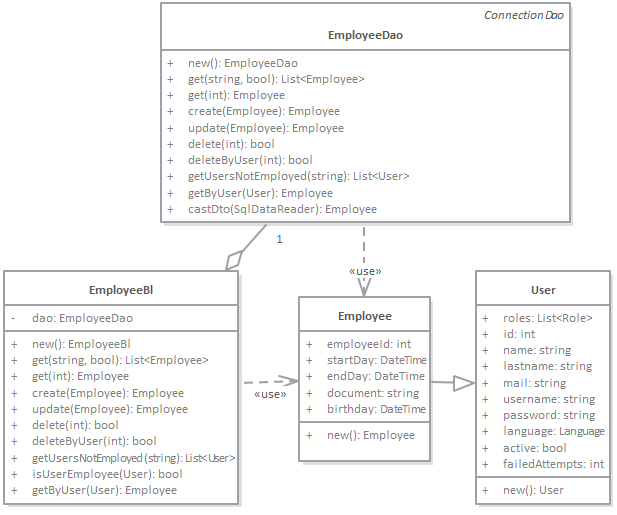 ConnectionDao
EmployeeDao
+ new(): EmployeeDao
+ get(string, bool): List<Employee>
+ get(int): Employee
+ create(Employee): Employee
+ update(Employee): Employee
+ delete(int): bool
+ deleteByUser(int): bool
+ getUsersNotEmployed(string): List<User>
+ getByUser(User): Employee
+ castDto(SqlDataReader): Employee
1
«use»
EmployeeBl
- dao: EmployeeDao
+ new(): EmployeeBl
+ get(string, bool): List<Employee>
+ get(int): Employee
+ create(Employee): Employee
+ update(Employee): Employee
+ delete(int): bool
+ deleteByUser(int): bool
+ getUsersNotEmployed(string): List<User>
+ isUserEmployee(User): bool
+ getByUser(User): Employee
«use»
Employee
+ employeeId: int
+ startDay: DateTime
+ endDay: DateTime
+ document: string
+ birthday: DateTime
+ new(): Employee
User
+ roles: List<Role>
+ id: int
+ name: string
+ lastname: string
+ mail: string
+ username: string
+ password: string
+ language: Language
+ active: bool
+ failedAttempts: int
+ new(): User